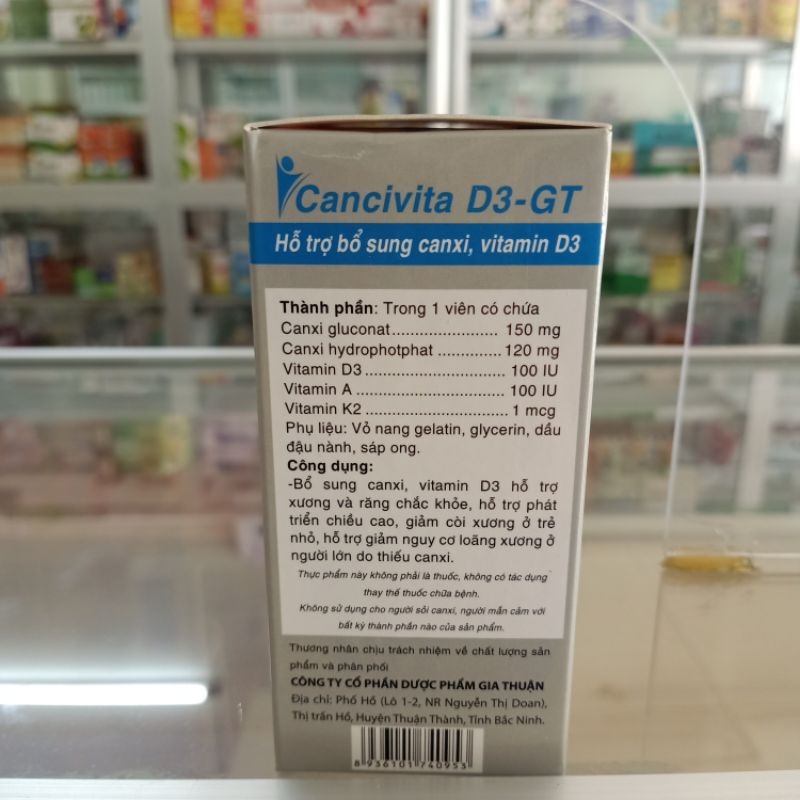 Cancivita D3-GT
Hỗ trợ bổ sung canxi, vitamin D3
Thành phần: Trong 1 viên có chứa
Canxi gluconat........................ 150 mg
Canxi hydrophotphat .............. 120 mg
Vitamin D3................................ 100 IU
Vitamin A .................................. 100 IU
Vitamin K2 ................................ 1 mcg
Phụ liệu: Vỏ nang gelatin, glycerin, dầu
đậu nành, sáp ong.
Công dụng:
-Bổ sung canxi, vitamin D3 hỗ trợ
xương và răng chắc khỏe, hỗ trợ phát
triển chiều cao, giảm còi xương ở trẻ
nhỏ, hỗ trợ giảm nguy cơ loãng xương ở
người lớn do thiếu canxi.
Thực phẩm này không phải là thuốc, không có tác dụng
thay thế thuốc chữa bệnh.
Không sử dụng cho người sỏi canxi, người mẫn cảm với
bất kỳ thành phần nào của sản phẩm.
Thương nhân chịu trách nhiệm về chất lượng sản
phẩm và phân phối
CÔNG TY CỔ PHẦN DƯỢC PHẨM GIA THUẬN
Địa chỉ: Phố Hồ (Lô 1-2, NR Nguyễn Thị Doan),
Thị trấn Hồ, Huyện Thuận Thành, Tỉnh Bắc Ninh.
8 936101 740953